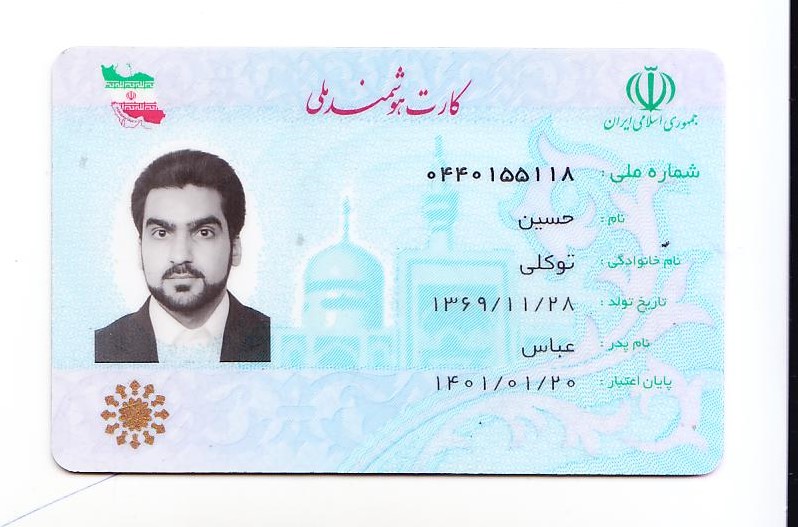 کارت هوشمند ملی
جمهوری اسلامی ایران
شماره ملی : ۰۴۴۰۱۵۵۱۱۸
نام : حسین
نام خانوادگی : توکلی
تاریخ تولد : ۱۳۶۹/۱۱/۲۸
نام پدر : عباس
پایان اعتبار : ۱۴۰۱/۰۱/۲۰